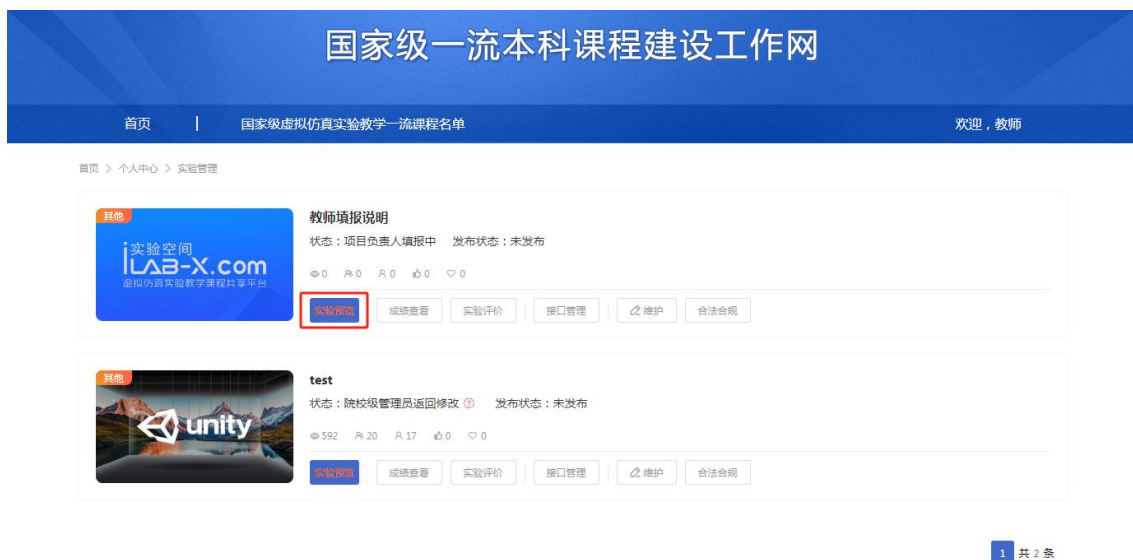 国家级一流本科课程建设工作网
首页 | 国家级虚拟仿真实验教学一流课程名单 欢迎，教师
首页 > 个人中心 > 实验管理
其他
实验空间
iLAB-X.com
虚拟仿真实验教学课程共享平台
教师填报说明
状态：项目负责人填报中 发布状态：未发布
0 0 0 0 0
实验预览 成绩查看 实验评价 接口管理 维护 合法合规
其他
unity
test
状态：院校级管理员返回修改 ? 发布状态：未发布
592 20 17 0 0
实验预览 成绩查看 实验评价 接口管理 维护 合法合规
1 共 2 条